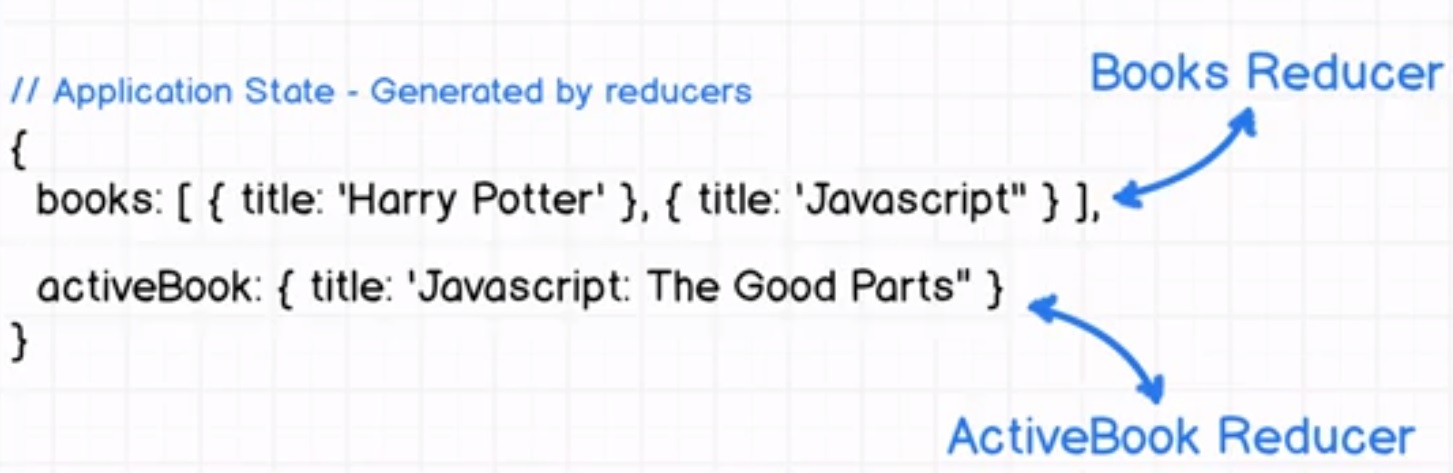 Books Reducer
// Application State - Generated by reducers
{
books: [ { title: 'Harry Potter' }, { title: 'Javascript" } ],
activeBook: { title: 'Javascript: The Good Parts" }
}
ActiveBook Reducer